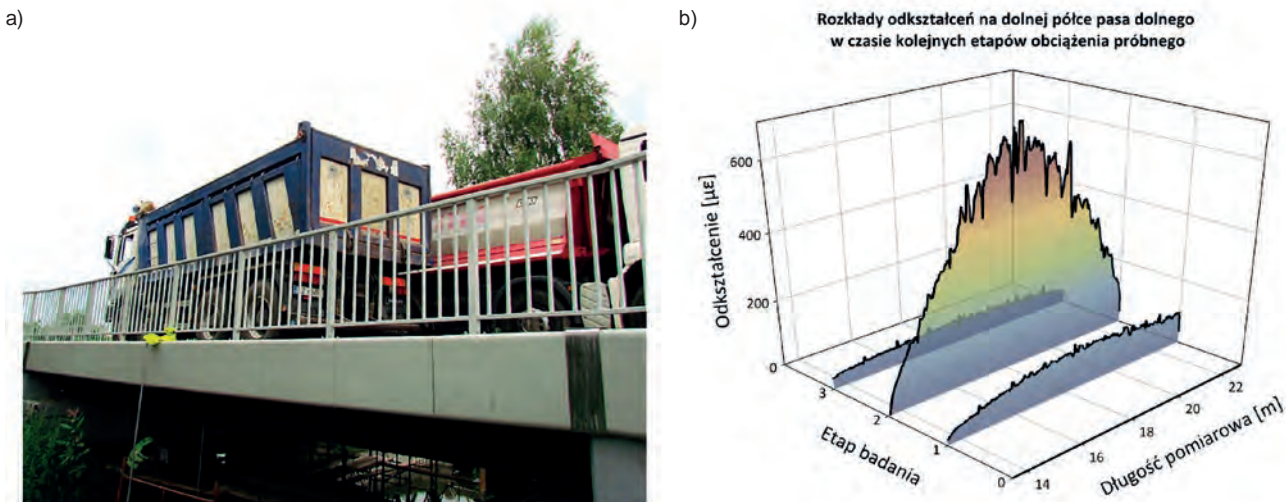 a)
b)
Rozkłady odkształceń na dolnej półce pasa dolnego
w czasie kolejnych etapów obciążenia próbnego
Odkształcenie [με]
600
400
200
0
3
2
1
0
Etap badania
14
16
18
20
22
Długość pomiarowa [m]